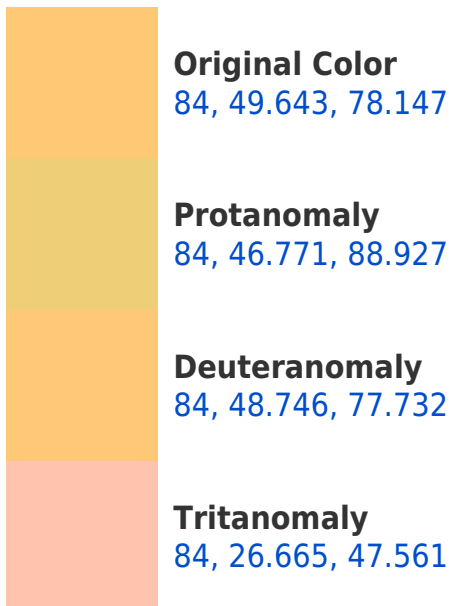 Original Color
84, 49.643, 78.147
Protanomaly
84, 46.771, 88.927
Deuteranomaly
84, 48.746, 77.732
Tritanomaly
84, 26.665, 47.561